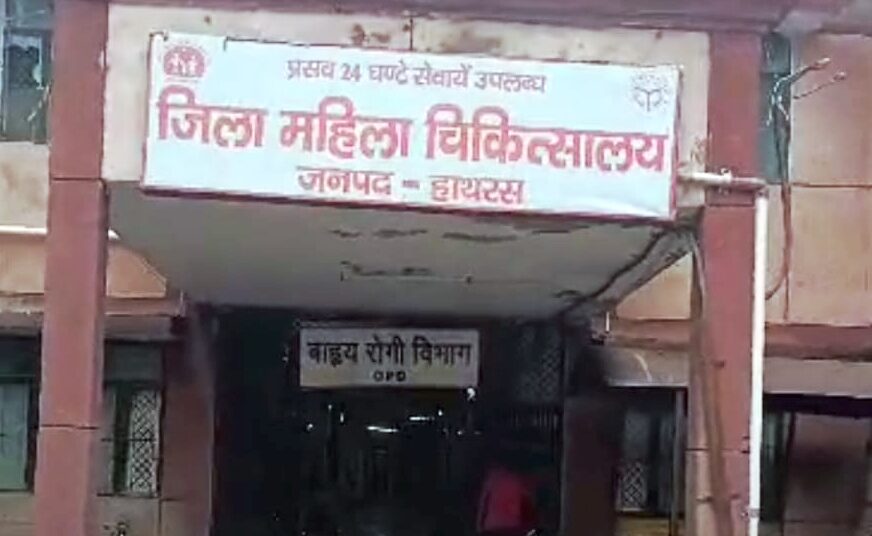 प्रसव 24 घण्टे सेवायें उपलब्ध
जिला महिला चिकित्सालय
जनपद - हाथरस
बाह्य रोगी विभाग
OPD